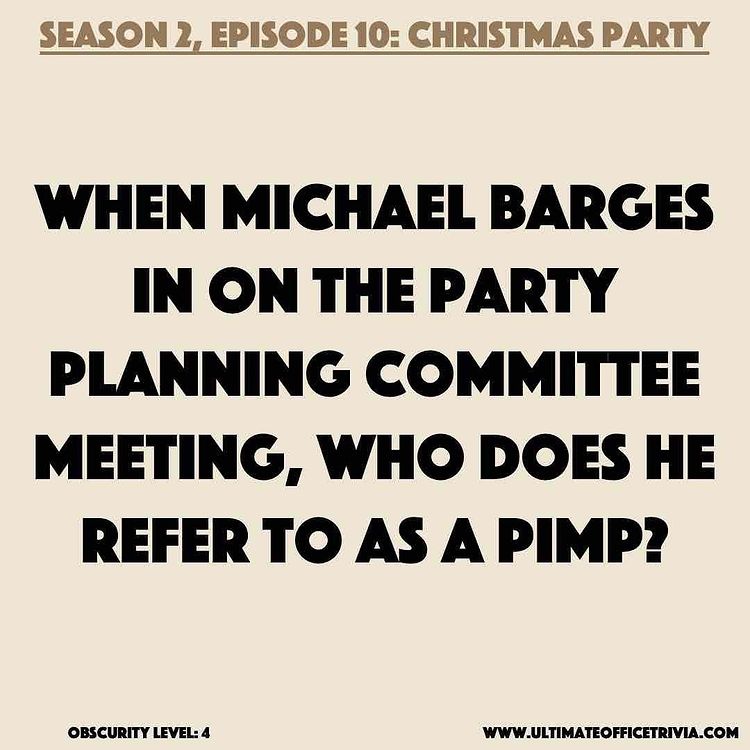 SEASON 2, EPISODE 10: CHRISTMAS PARTY
WHEN MICHAEL BARGES
IN ON THE PARTY
PLANNING COMMITTEE
MEETING, WHO DOES HE
REFER TO AS A PIMP?
OBSCURITY LEVEL: 4
WWW.ULTIMATEOFFICETRIVIA.COM